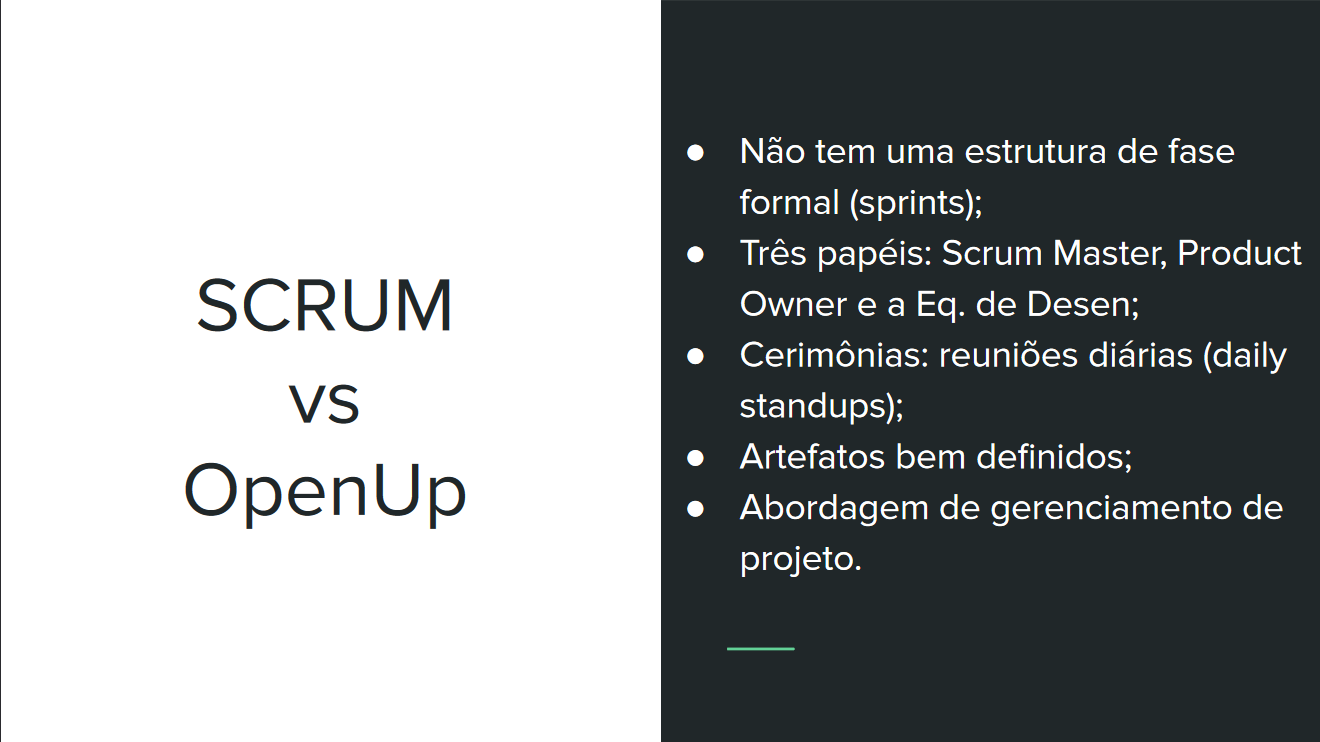 SCRUM
vs
OpenUp
● Não tem uma estrutura de fase
formal (sprints);
● Três papéis: Scrum Master, Product
Owner e a Eq. de Desen;
● Cerimônias: reuniões diárias (daily
standups);
● Artefatos bem definidos;
● Abordagem de gerenciamento de
projeto.